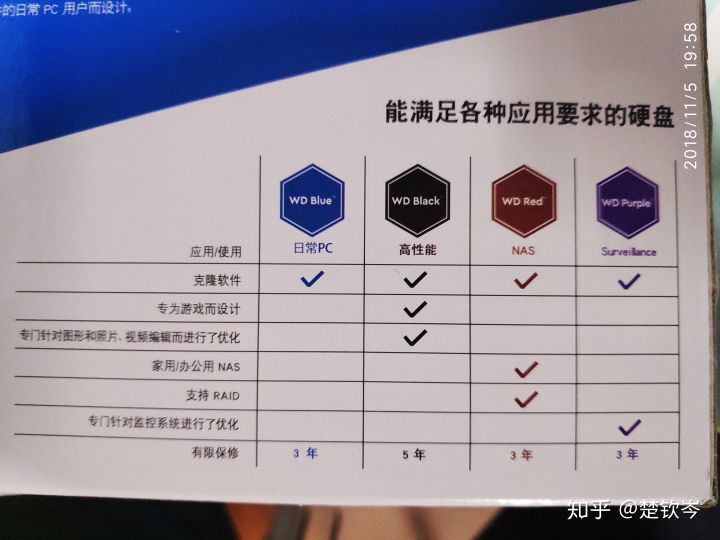 的日常 PC 用户而设计。
2018/11/5 19:58
能满足各种应用要求的硬盘
WD Blue™ WD Black WD Red™ WD Purple™
应用/使用 日常PC 高性能 NAS Surveillance
克隆软件 ✓ ✓ ✓ ✓
专为游戏而设计 ✓
专门针对图形和照片、视频编辑而进行了优化 ✓
家用/办公用 NAS ✓
支持 RAID ✓
专门针对监控系统进行了优化 ✓
有限保修 3 年 5 年 3 年 3 年
知乎 @楚钦岑